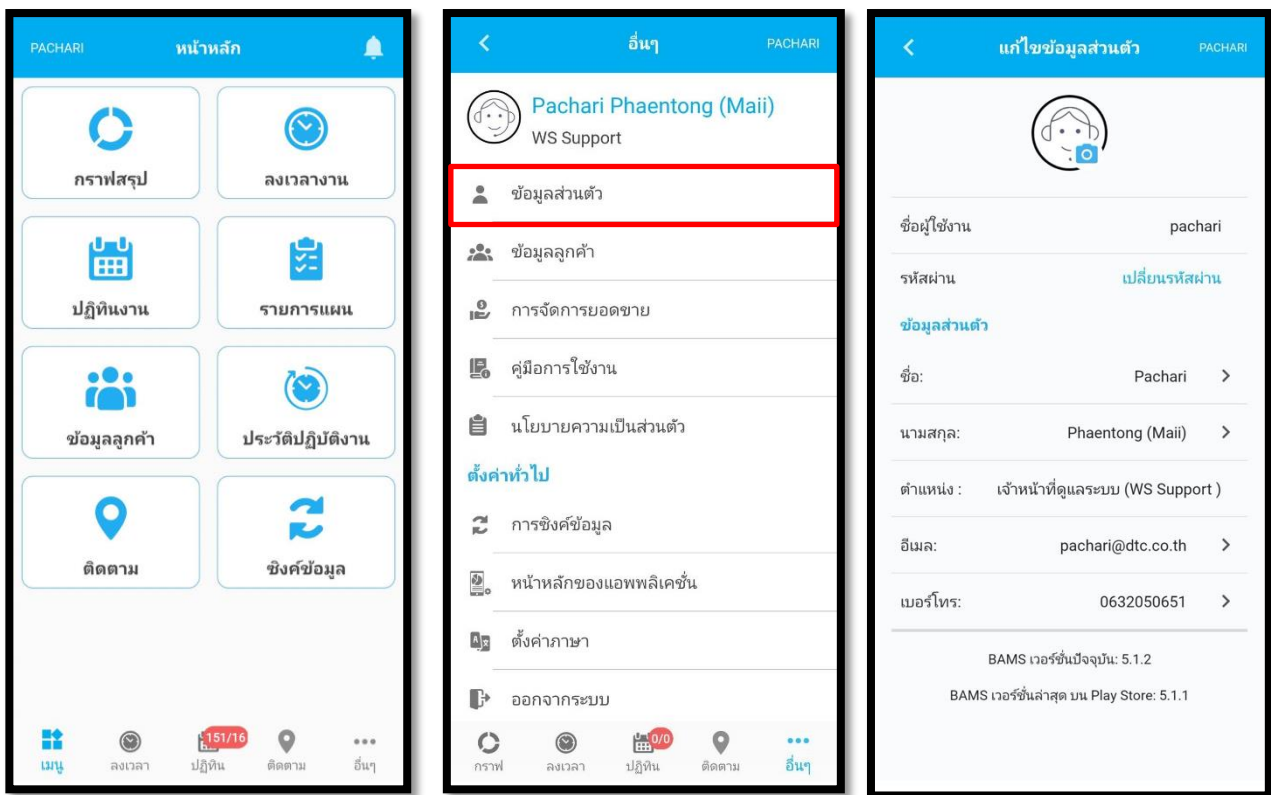 PACHARI หน้าหลัก
กราฟสรุป ลงเวลางาน
ปฏิทินงาน รายการแผน
ข้อมูลลูกค้า ประวัติปฏิบัติงาน
ติดตาม ซิงค์ข้อมูล
151/16
เมนู ลงเวลา ปฏิทิน ติดตาม อื่นๆ
อื่นๆ PACHARI
Pachari Phaentong (Maii)
WS Support
ข้อมูลส่วนตัว
ข้อมูลลูกค้า
การจัดการยอดขาย
คู่มือการใช้งาน
นโยบายความเป็นส่วนตัว
ตั้งค่าทั่วไป
การซิงค์ข้อมูล
หน้าหลักของแอพพลิเคชั่น
ตั้งค่าภาษา
ออกจากระบบ
0/0
กราฟ ลงเวลา ปฏิทิน ติดตาม อื่นๆ
แก้ไขข้อมูลส่วนตัว PACHARI
ชื่อผู้ใช้งาน pachari
รหัสผ่าน เปลี่ยนรหัสผ่าน
ข้อมูลส่วนตัว
ชื่อ: Pachari
นามสกุล: Phaentong (Maii)
ตำแหน่ง : เจ้าหน้าที่ดูแลระบบ (WS Support )
อีเมล: pachari@dtc.co.th
เบอร์โทร: 0632050651
BAMS เวอร์ชั่นปัจจุบัน: 5.1.2
BAMS เวอร์ชั่นล่าสุด บน Play Store: 5.1.1